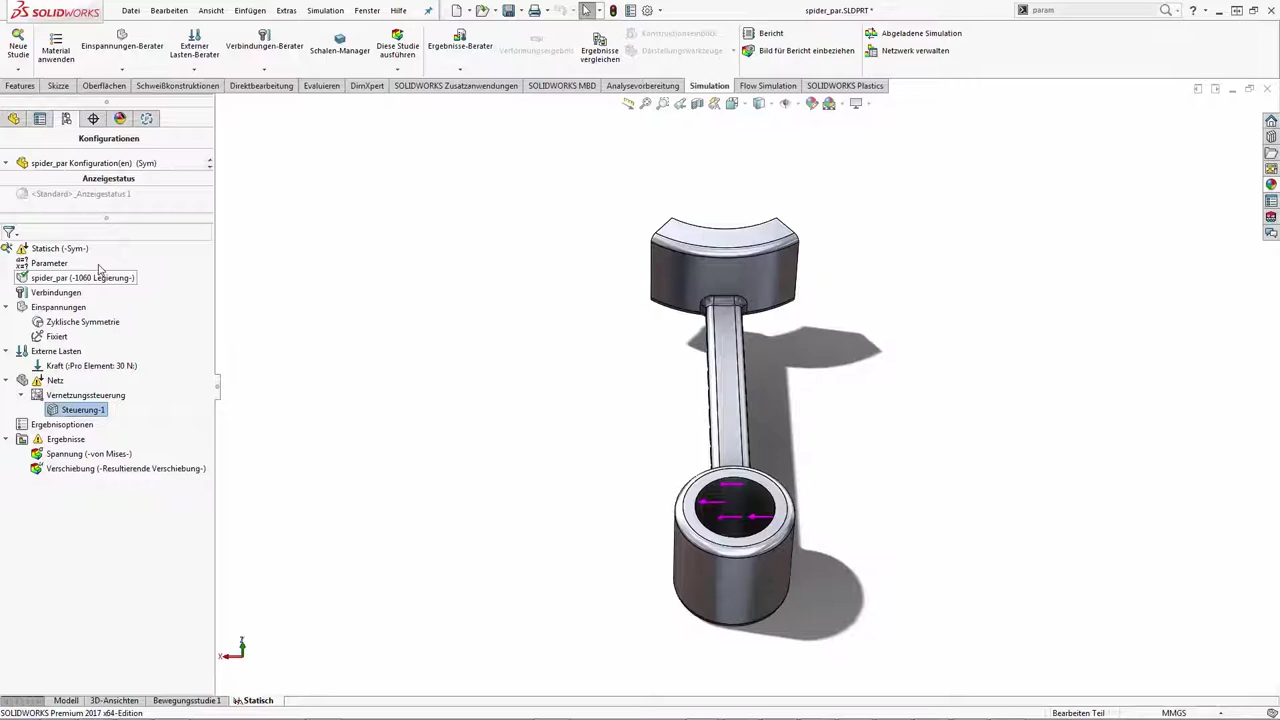 SOLIDWORKS
Datei Bearbeiten Ansicht Einfügen Extras Simulation Fenster Hilfe
spider_par.SLDPRT *
param
Neue Studie
Material anwenden
Einspannungen-Berater
Externer Lasten-Berater
Verbindungen-Berater
Schalen-Manager
Diese Studie ausführen
Ergebnisse-Berater
Verformungsergebnis
Ergebnisse vergleichen
Konstruktionseinblick
Darstellungswerkzeuge
Bericht
Bild für Bericht einbeziehen
Abgeladene Simulation
Netzwerk verwalten
Features Skizze Oberflächen Schweißkonstruktionen Direktbearbeitung Evaluieren DimXpert SOLIDWORKS Zusatzanwendungen SOLIDWORKS MBD Analysevorbereitung Simulation Flow Simulation SOLIDWORKS Plastics
Konfigurationen
spider_par Konfiguration(en) (Sym)
Anzeigestatus
<Standard>_Anzeigestatus 1
Statisch (-Sym-)
Parameter
spider_par (-1060 Legierung-)
Verbindungen
Einspannungen
Zyklische Symmetrie
Fixiert
Externe Lasten
Kraft (:Pro Element: 30 N:)
Netz
Vernetzungssteuerung
Steuerung-1
Ergebnisoptionen
Ergebnisse
Spannung (-von Mises-)
Verschiebung (-Resultierende Verschiebung-)
X
Modell 3D-Ansichten Bewegungsstudie 1 Statisch
SOLIDWORKS Premium 2017 x64-Edition
Bearbeiten Teil
MMGS